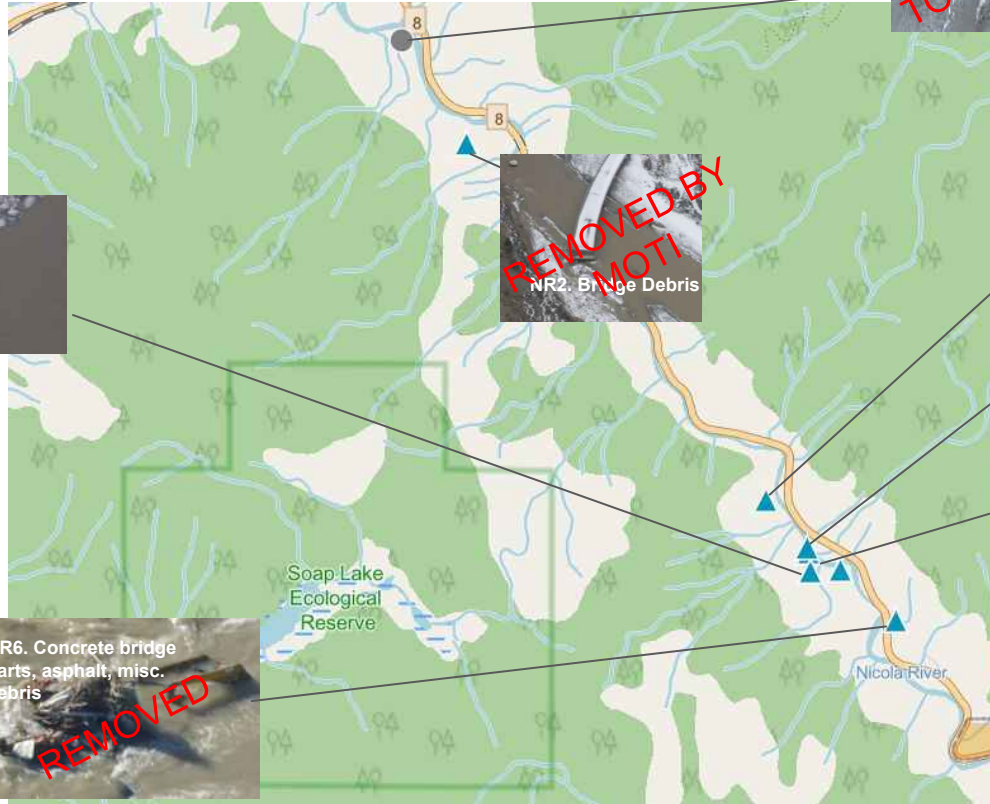 8
TO
8
REMOVED BY
MOTI
NR2. Bridge Debris
Soap Lake
Ecological
Reserve
R6. Concrete bridge
arts, asphalt, misc.
ebris
REMOVED
Nicola River